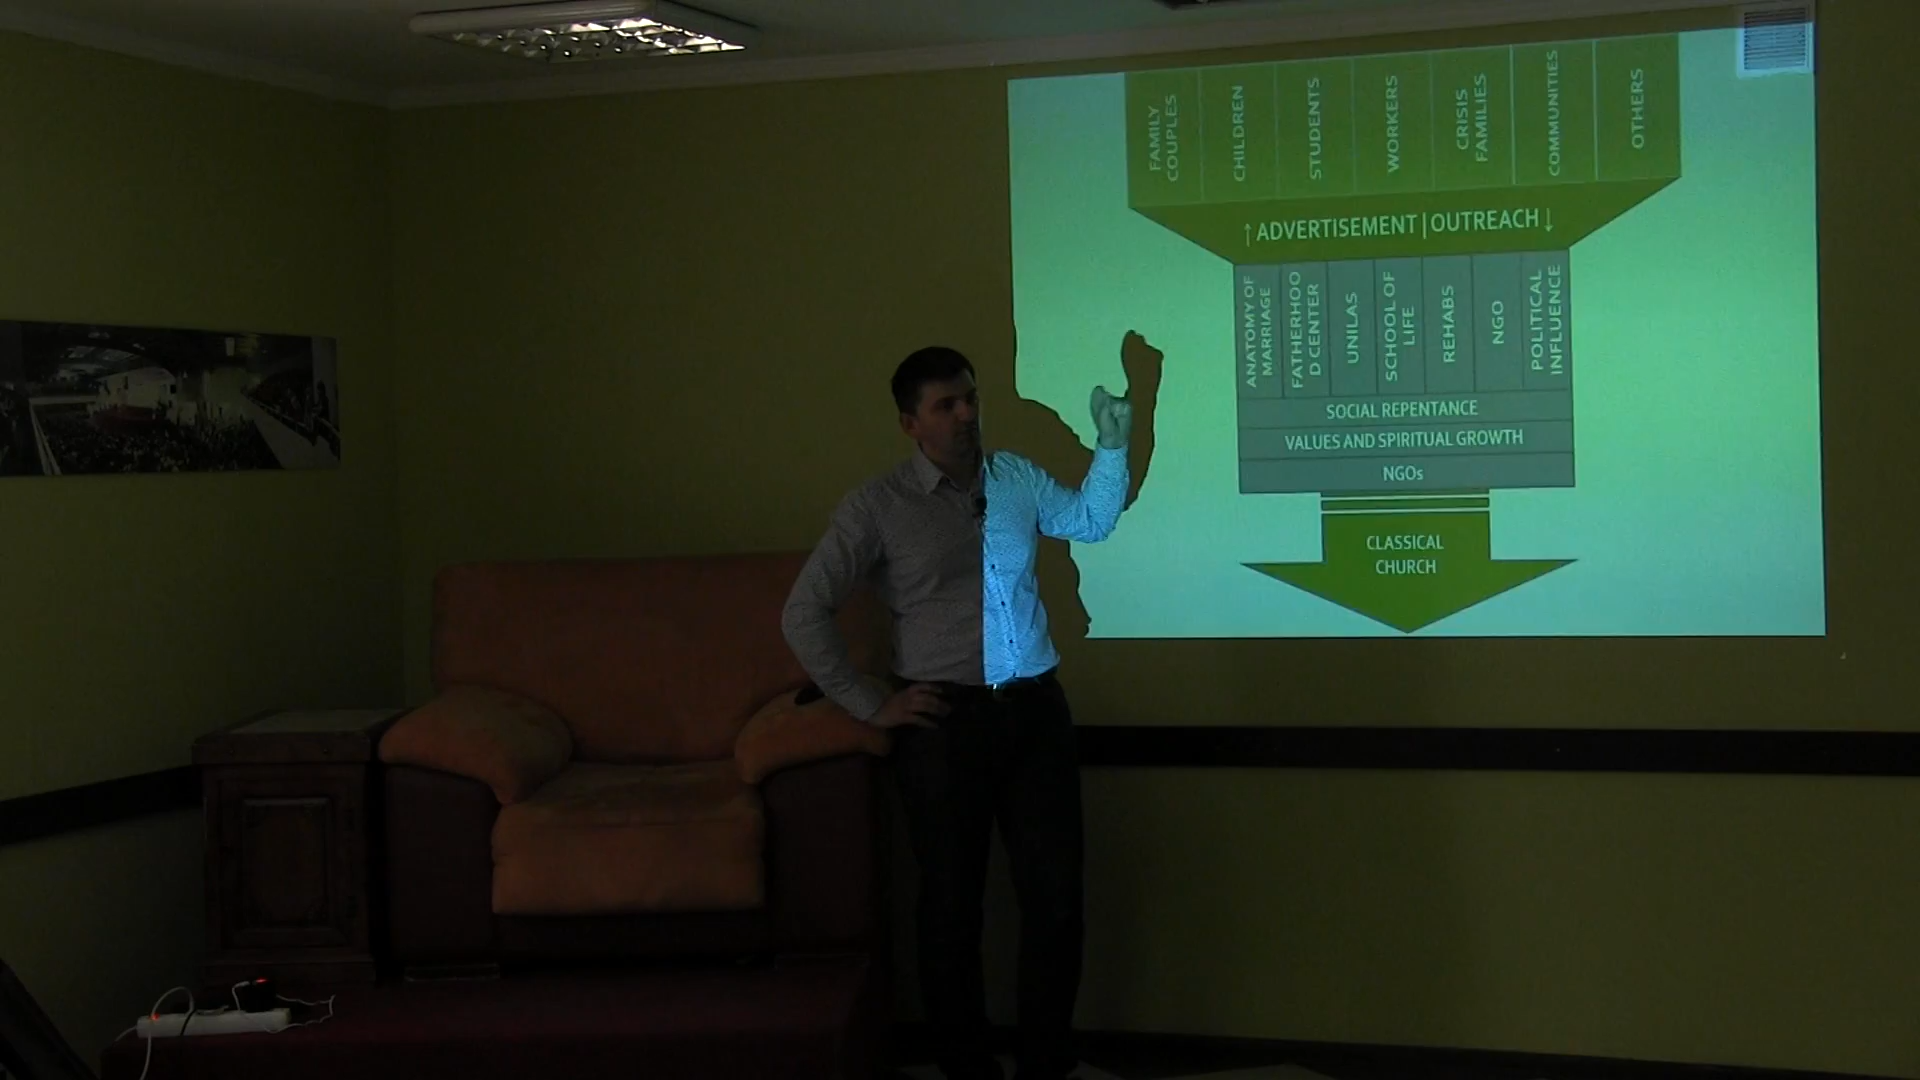 FAMILY
COUPLES
CHILDREN
STUDENTS
WORKERS
CRISIS
FAMILIES
COMMUNITIES
OTHERS
↑ ADVERTISEMENT | OUTREACH ↓
ANATOMY OF
MARRIAGE
FATHERHOO
D CENTER
UNILAS
SCHOOL OF
LIFE
REHABS
NGO
POLITICAL
INFLUENCE
SOCIAL REPENTANCE
VALUES AND SPIRITUAL GROWTH
NGOs
CLASSICAL
CHURCH